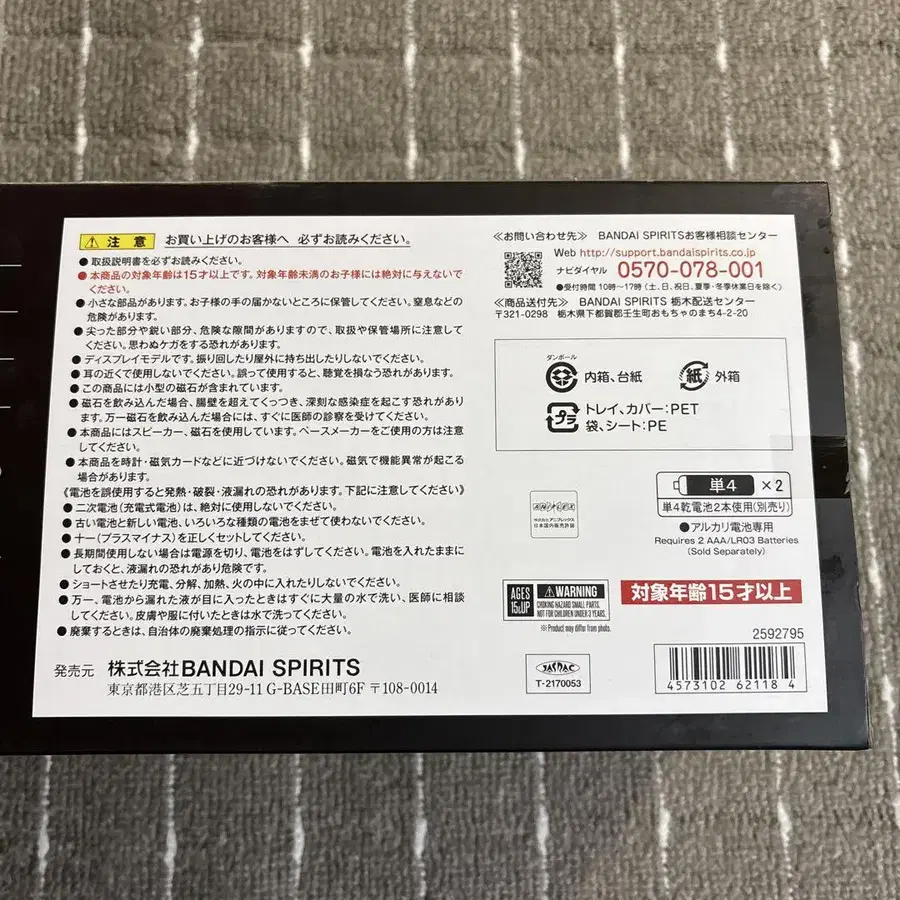 注意 お買い上げのお客様へ 必ずお読みください。
●取扱説明書を必ずお読みください。
●本商品の対象年齢は15才以上です。対象年齢未満のお子様には絶対に与えないで
ください。
●小さな部品があります。お子様の手の届かないところに保管してください。窒息などの
危険があります。
●尖った部分や鋭い部分、危険な隙間がありますので、取扱や保管場所に注意して
ください。思わぬケガをする恐れがあります。
●ディスプレイモデルです。振り回したり屋外に持ち出したりしないでください。
●耳の近くで使用しないでください。誤って使用すると、聴覚を損なう恐れがあります。
●この商品には小型の磁石が含まれています。
●磁石を飲み込んだ場合、腸壁を超えてくっつき、深刻な感染症を起こす恐れがあり
ます。万一磁石を飲み込んだ場合には、すぐに医師の診察を受けてください。
●本商品にはスピーカー、磁石を使用しています。ペースメーカーをご使用の方は注意
してください。
●本商品を時計・磁気カードなどに近づけないでください。磁気で機能異常が起こる
場合があります。
《電池を誤使用すると発熱・破裂・液漏れの恐れがあります。下記に注意してください》
●二次電池(充電式電池)は、絶対に使用しないでください。
●古い電池と新しい電池、いろいろな種類の電池をまぜて使わないでください。
●+-(プラスマイナス)を正しくセットしてください。
●長期間使用しない場合は電源を切り、電池をはずしてください。電池を入れたままに
しておくと、液漏れの恐れがあり危険です。
●ショートさせたり充電、分解、加熱、火の中に入れたりしないでください。
●万一、電池から漏れた液が目に入ったときはすぐに大量の水で洗い、医師に相談
してください。皮膚や服に付いたときは水で洗ってください。
●廃棄するときは、自治体の廃棄処理の指示に従ってください。
発売元 株式会社BANDAI SPIRITS
東京都港区芝五丁目29-11 G-BASE田町6F 〒108-0014
≪お問い合わせ先≫ BANDAI SPIRITSお客様相談センター
Web http://support.bandaispirits.co.jp
ナビダイヤル 0570-078-001
●受付時間 10時〜17時(土、日、祝日、夏季・冬季休業日を除く)
≪商品送付先≫ BANDAI SPIRITS 栃木配送センター
〒321-0298 栃木県下都賀郡壬生町おもちゃのまち4-2-20
ダンボール
内箱、台紙
紙 外箱
プラ トレイ、カバー:PET
袋、シート:PE
ANIPLEX
株式会社アニプレックス
日本国内販売許諾
単4 ×2
単4乾電池2本使用(別売り)
●アルカリ電池専用
Requires 2 AAA/LR03 Batteries
(Sold Separately)
AGES
15&UP
WARNING
CHOKING HAZARD SMALL PARTS.
NOT FOR CHILDREN UNDER 3 YEARS.
※Product may differ from photo.
対象年齢15才以上
2592795
JASRAC
T-2170053
4573102 62118 4